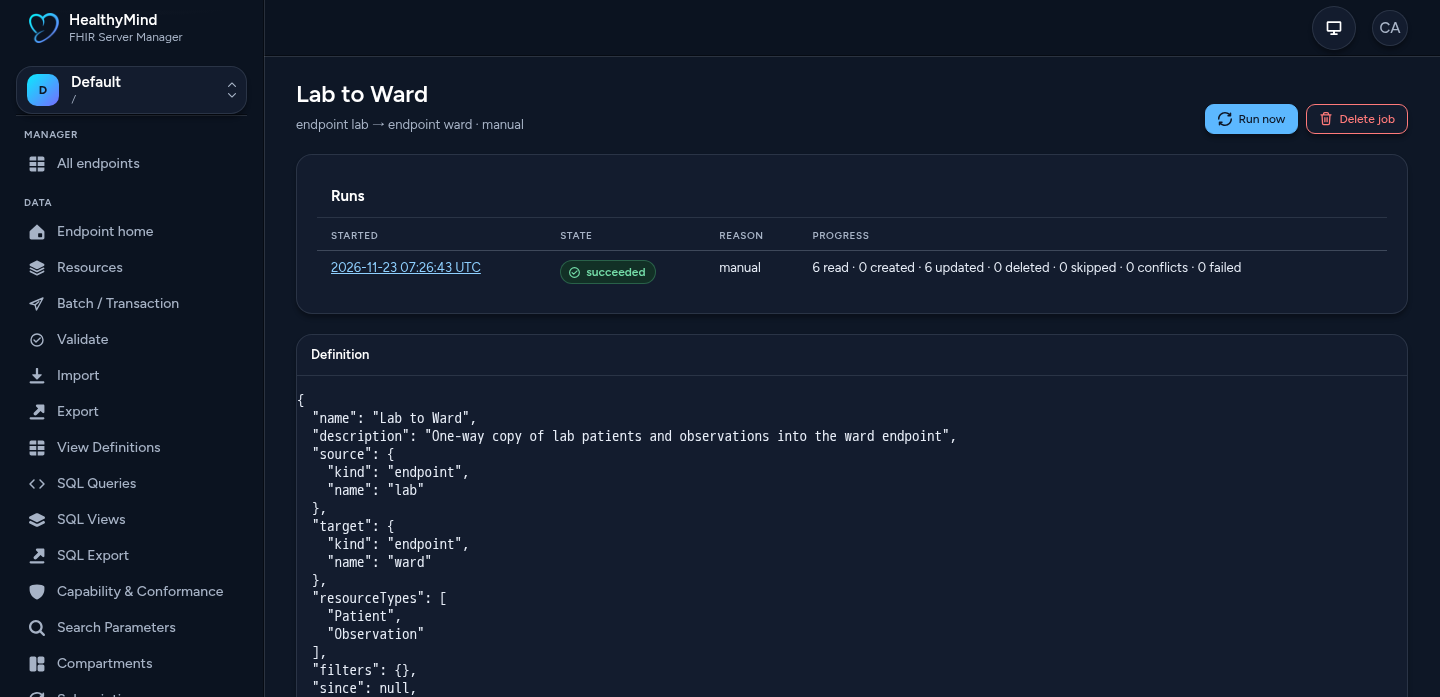 HealthyMind
FHIR Server Manager
D
Default
/
MANAGER
All endpoints
DATA
Endpoint home
Resources
Batch / Transaction
Validate
Import
Export
View Definitions
SQL Queries
SQL Views
SQL Export
Capability & Conformance
Search Parameters
Compartments
CA
Lab to Ward
endpoint lab → endpoint ward · manual
Run now
Delete job
Runs
STARTED STATE REASON PROGRESS
2026-11-23 07:26:43 UTC succeeded manual 6 read · 0 created · 6 updated · 0 deleted · 0 skipped · 0 conflicts · 0 failed
Definition
{
"name": "Lab to Ward",
"description": "One-way copy of lab patients and observations into the ward endpoint",
"source": {
"kind": "endpoint",
"name": "lab"
},
"target": {
"kind": "endpoint",
"name": "ward"
},
"resourceTypes": [
"Patient",
"Observation"
],
"filters": {},
"since": null,